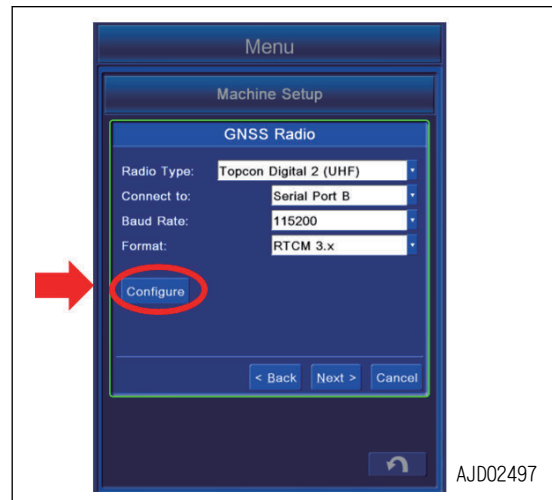 Menu
Machine Setup
GNSS Radio
Radio Type: Topcon Digital 2 (UHF)
Connect to: Serial Port B
Baud Rate: 115200
Format: RTCM 3.x
Configure
< Back Next > Cancel
AJD02497